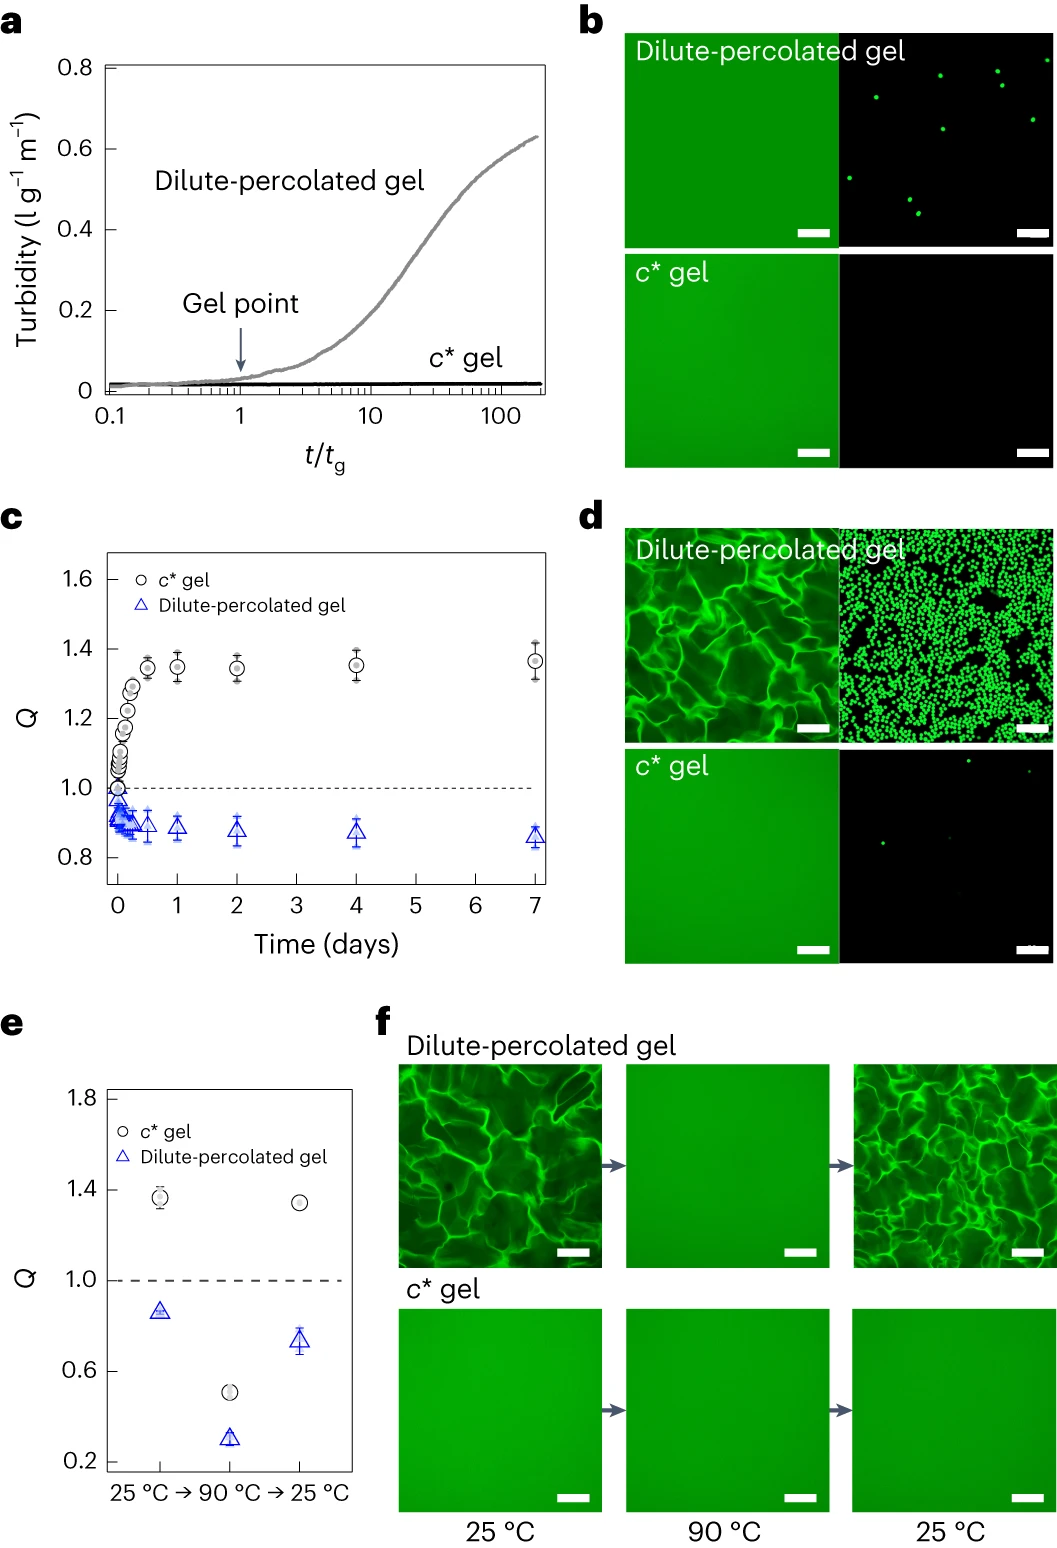 a
0.8
0.6
0.4
0.2
0
Turbidity (l g⁻¹ m⁻¹)
Dilute-percolated gel
Gel point
c* gel
0.1
1
10
100
t/tg
b
Dilute-percolated gel
c* gel
c
1.6
1.4
1.2
1.0
0.8
Q
c* gel
Dilute-percolated gel
0 1 2 3 4 5 6 7
Time (days)
d
Dilute-percolated gel
c* gel
e
1.8
1.4
1.0
0.6
0.2
Q
c* gel
Dilute-percolated gel
25 °C → 90 °C → 25 °C
f
Dilute-percolated gel
c* gel
25 °C
90 °C
25 °C